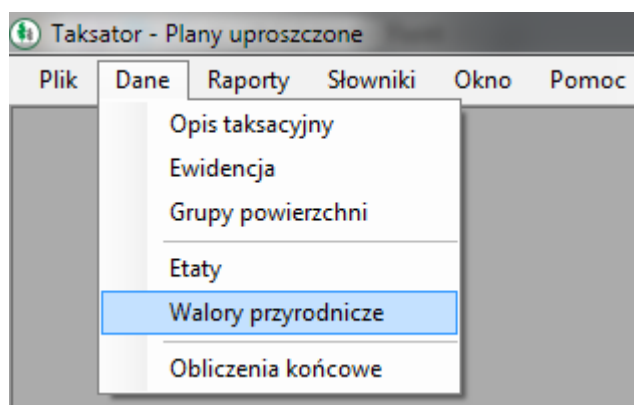 Taksator - Plany uproszczone
Plik Dane Raporty Słowniki Okno Pomoc
Opis taksacyjny
Ewidencja
Grupy powierzchni
Etaty
Walory przyrodnicze
Obliczenia końcowe